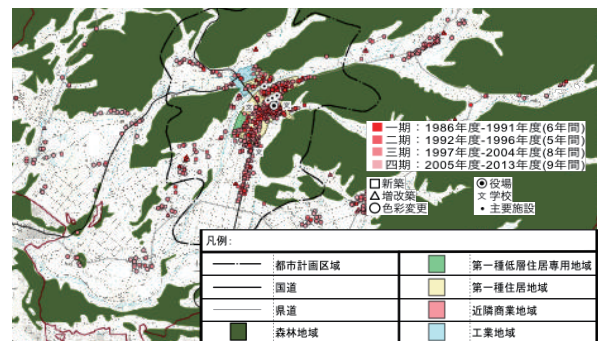 文
文
一期：1986年度-1991年度(6年間)
二期：1992年度-1996年度(5年間)
三期：1997年度-2004年度(8年間)
四期：2005年度-2013年度(9年間)
新築
増改築
色彩変更
役場
文 学校
主要施設
凡例:
都市計画区域
第一種低層住居専用地域
国道
第一種住居地域
県道
近隣商業地域
森林地域
工業地域